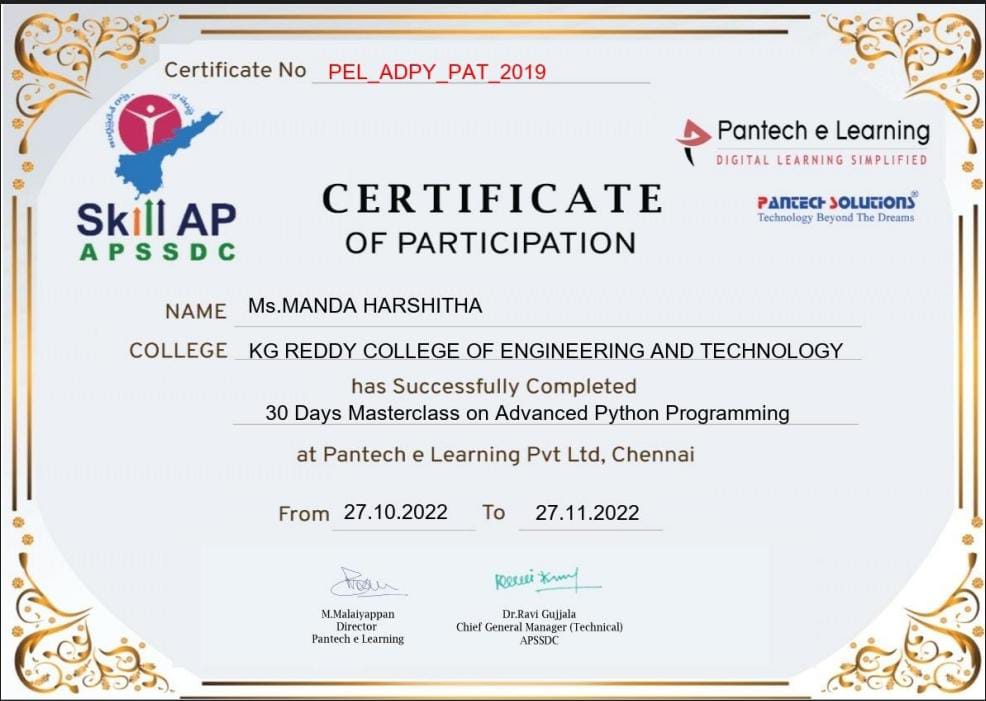 Certificate No PEL_ADPY_PAT_2019
Skill AP
APSSDC
Pantech e Learning
DIGITAL LEARNING SIMPLIFIED
PANTECH SOLUTIONS®
Technology Beyond The Dreams
CERTIFICATE
OF PARTICIPATION
NAME Ms.MANDA HARSHITHA
COLLEGE KG REDDY COLLEGE OF ENGINEERING AND TECHNOLOGY
has Successfully Completed
30 Days Masterclass on Advanced Python Programming
at Pantech e Learning Pvt Ltd, Chennai
From 27.10.2022 To 27.11.2022
M.Malaiyappan
Director
Pantech e Learning
Dr.Ravi Gujjala
Chief General Manager (Technical)
APSSDC